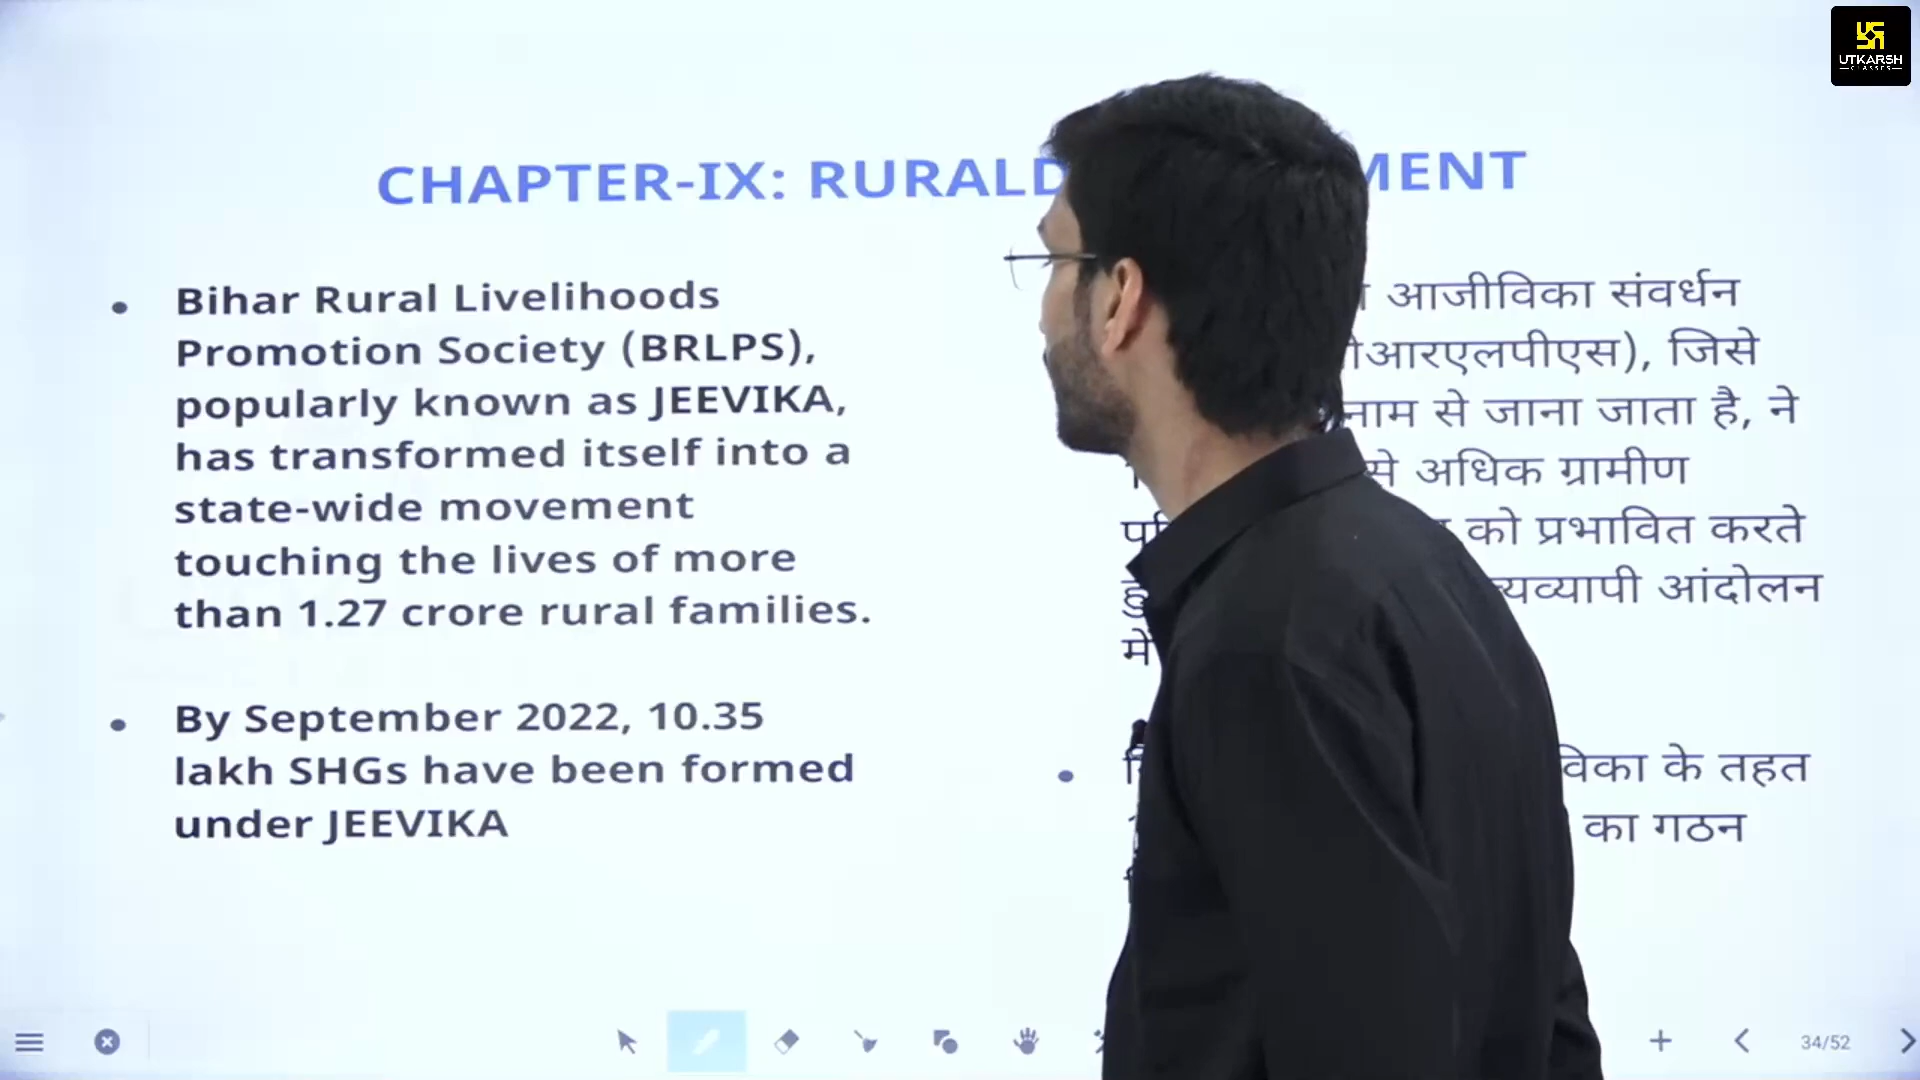 UTKARSH
CLASSES
CHAPTER-IX: RURALD MENT
Bihar Rural Livelihoods
Promotion Society (BRLPS),
popularly known as JEEVIKA,
has transformed itself into a
state-wide movement
touching the lives of more
than 1.27 crore rural families.
By September 2022, 10.35
lakh SHGs have been formed
under JEEVIKA
आजीविका संवर्धन
जिसे
नाम से जाना जाता है, ने
से अधिक ग्रामीण
को प्रभावित करते
आंदोलन
में
के तहत
का गठन
34/52